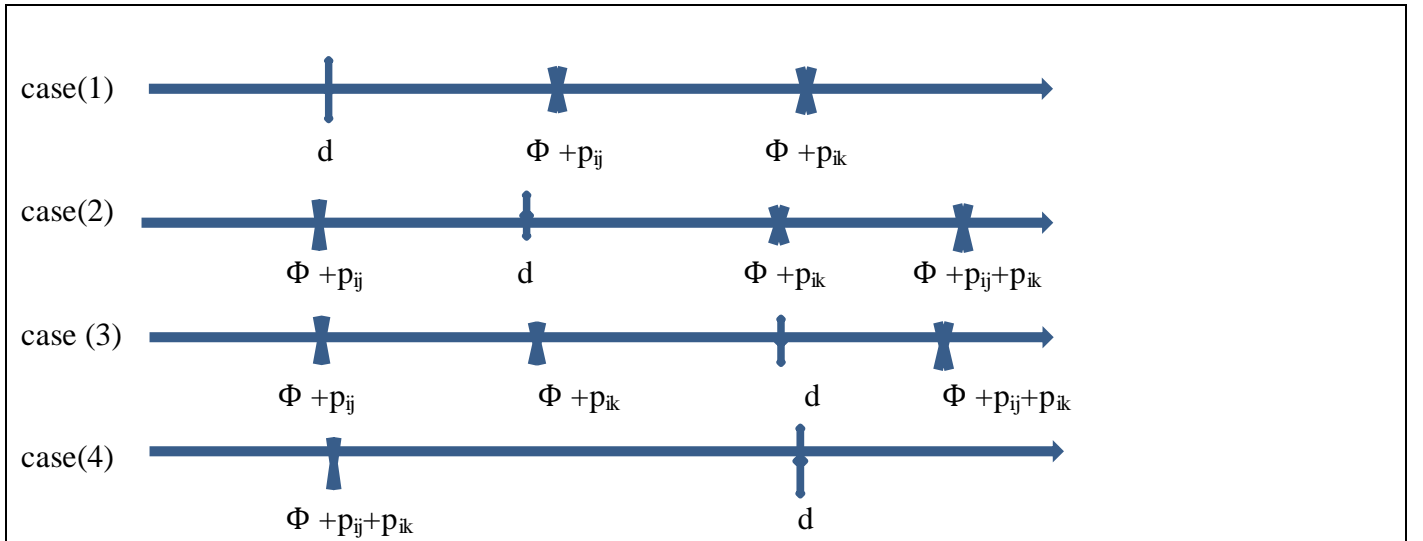 case(1)
d Φ +pij Φ +pik
case(2)
Φ +pij d Φ +pik Φ +pij+pik
case (3)
Φ +pij Φ +pik d Φ +pij+pik
case(4)
Φ +pij+pik d